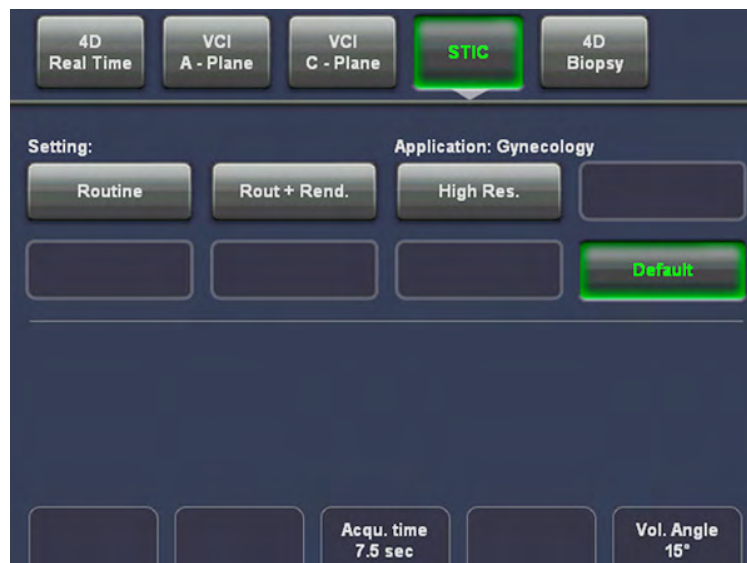 4D
Real Time
VCI
A - Plane
VCI
C - Plane
STIC
4D
Biopsy
Setting:
Application: Gynecology
Routine
Rout + Rend.
High Res.
Default
Acqu. time
7.5 sec
Vol. Angle
15°